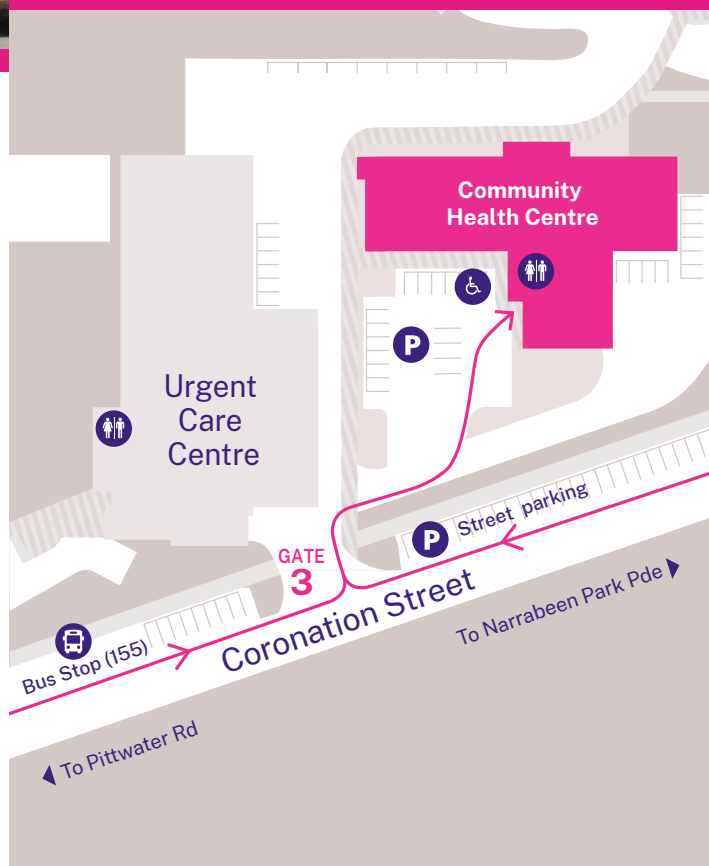 Community
Health Centre
P
Urgent
Care
Centre
P
Street parking
GATE
3
Coronation Street
To Narrabeen Park Pde
Bus Stop (155)
To Pittwater Rd